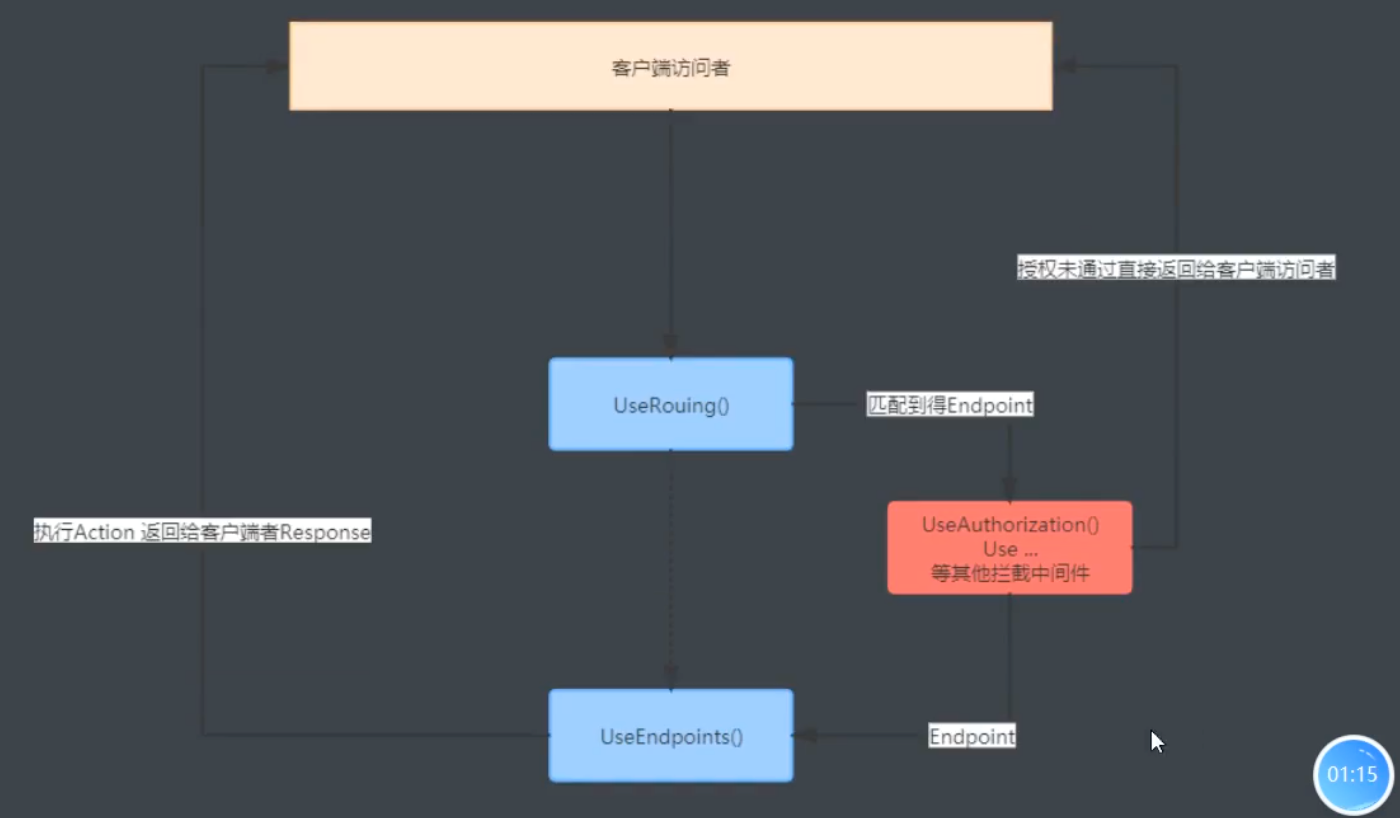 客户端访问者
授权未通过直接返回给客户端访问者
UseRouing()
匹配到得Endpoint
执行Action 返回给客户端者Response
UseAuthorization()
Use ...
等其他拦截中间件
UseEndpoints()
Endpoint
01:15